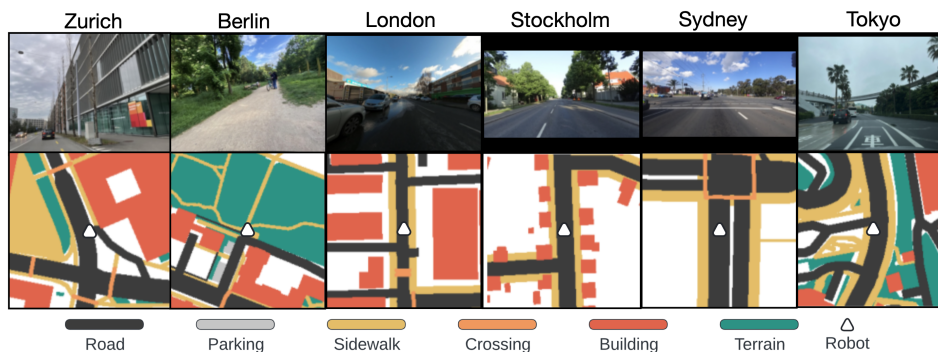 Zurich Berlin London Stockholm Sydney Tokyo
Road Parking Sidewalk Crossing Building Terrain Robot